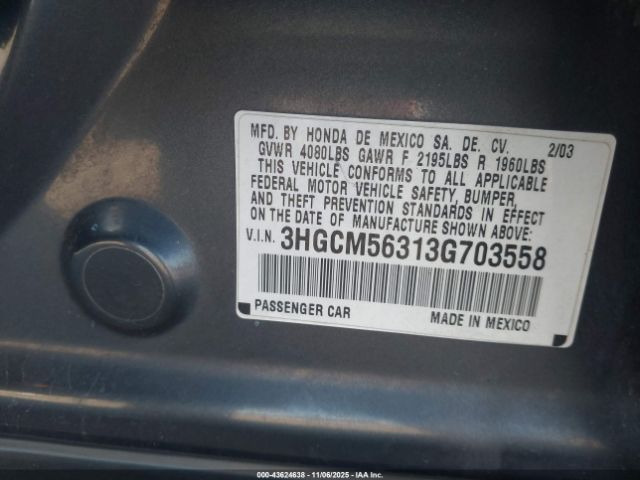 MFD. BY HONDA DE MEXICO SA. DE. CV. 2/03
GVWR 4080LBS GAWR F 2195LBS R 1960LBS
THIS VEHICLE CONFORMS TO ALL APPLICABLE
FEDERAL MOTOR VEHICLE SAFETY, BUMPER,
AND THEFT PREVENTION STANDARDS IN EFFECT
ON THE DATE OF MANUFACTURE SHOWN ABOVE:
V.I.N. 3HGCM56313G703558
PASSENGER CAR MADE IN MEXICO
000-43624638 - 11/06/2025 - IAA Inc.